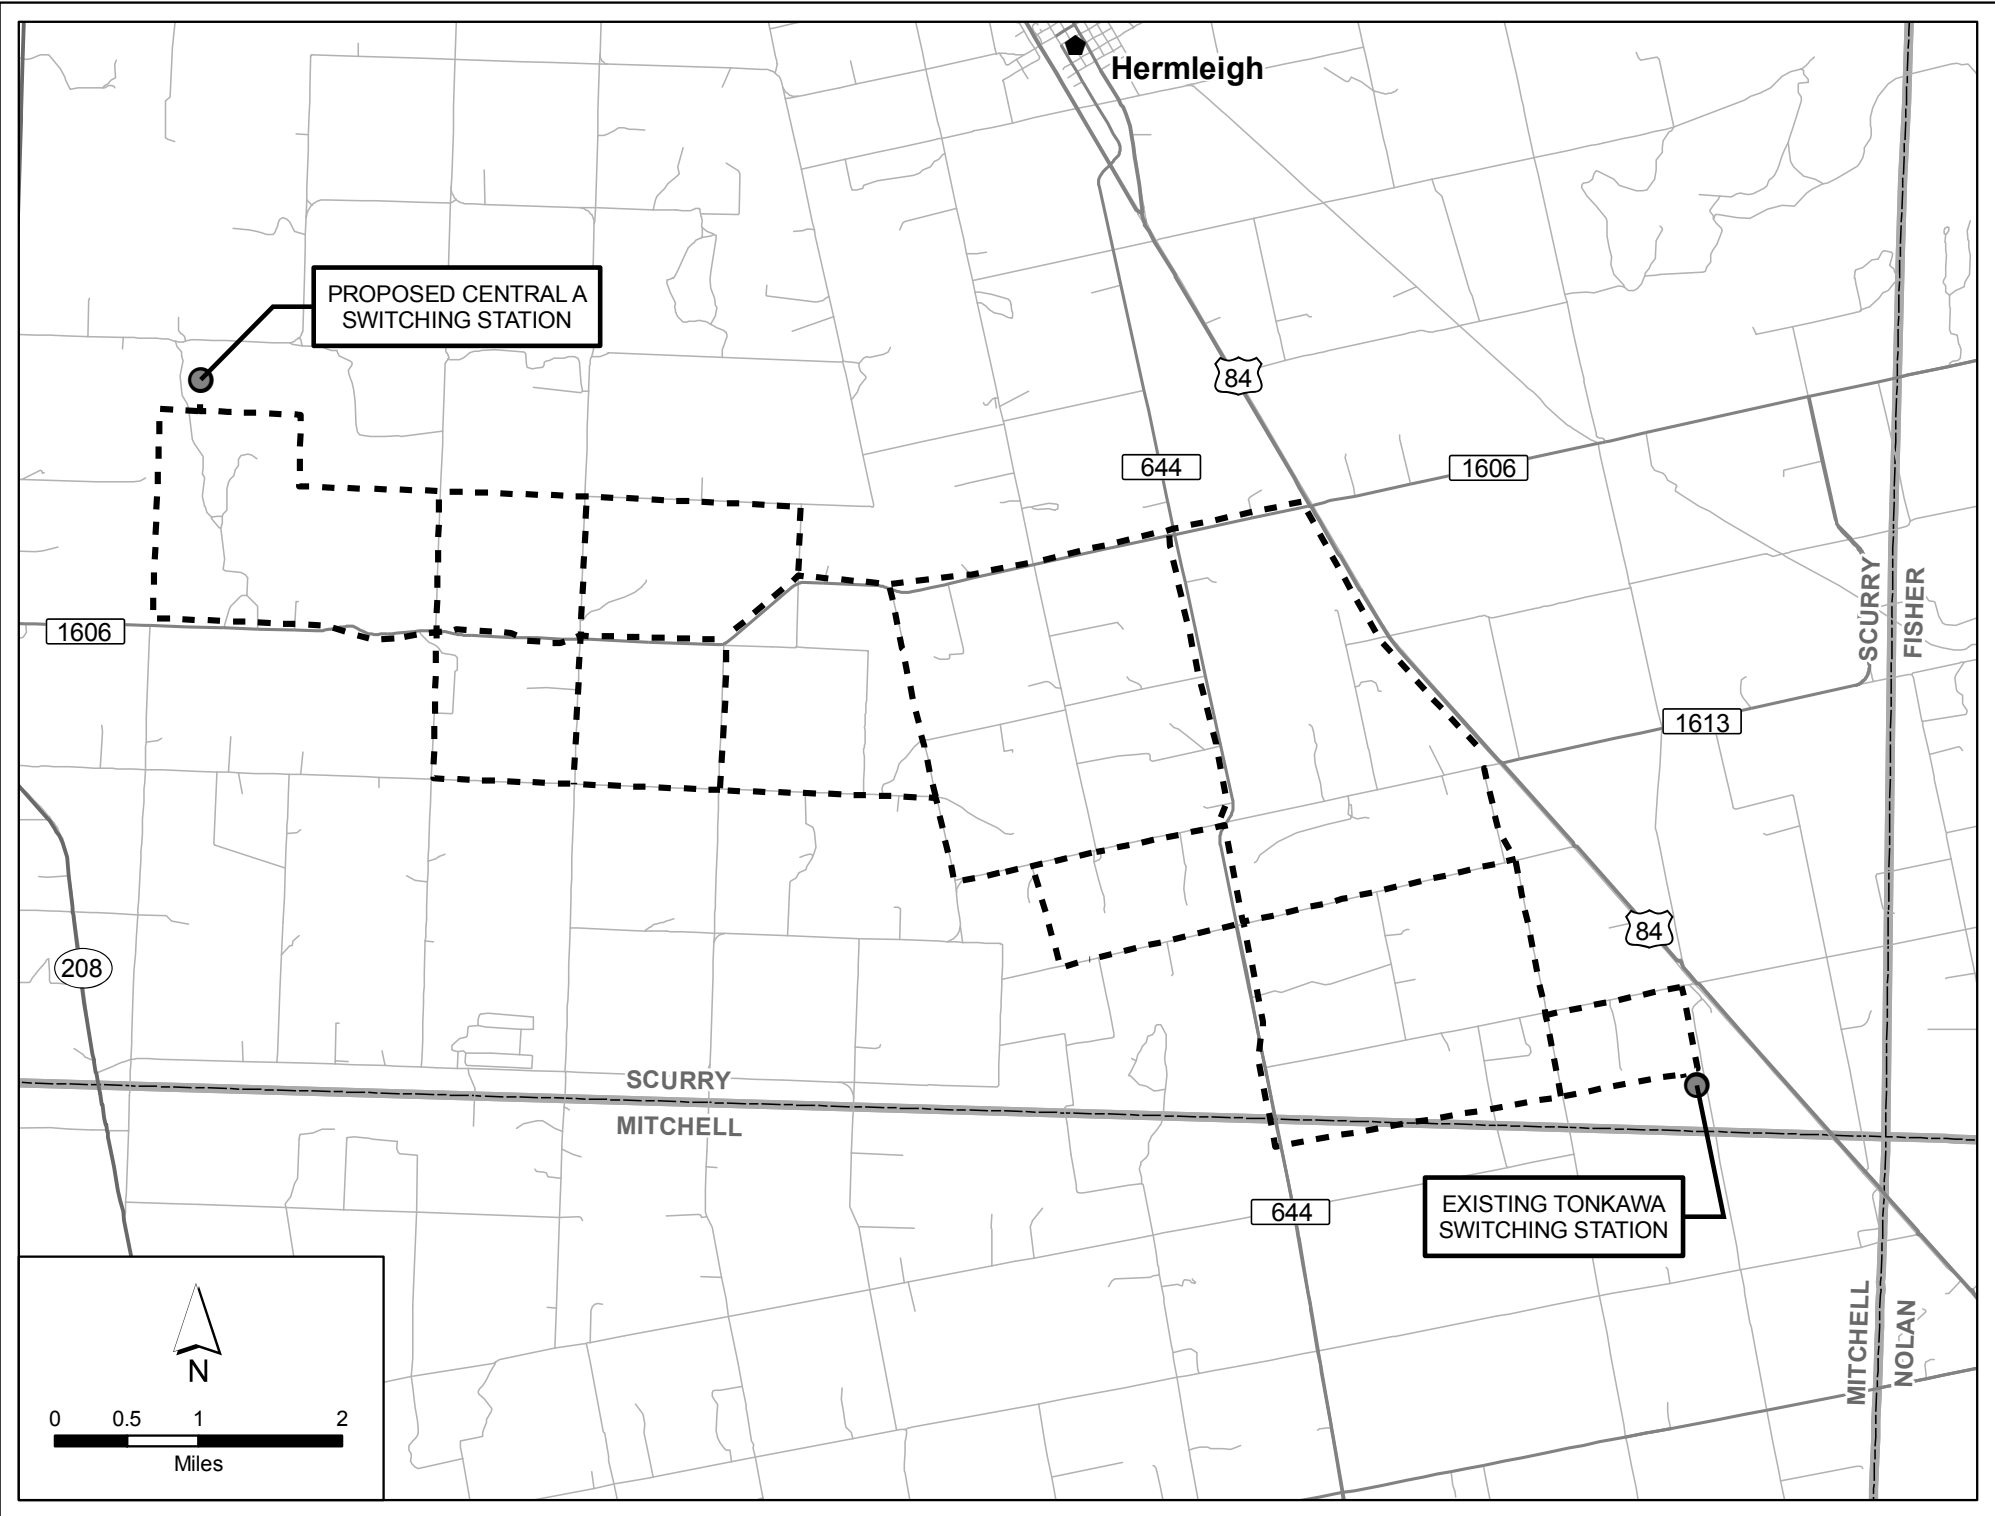 Hermleigh
PROPOSED CENTRAL A
SWITCHING STATION
84
644
1606
1606
SCURRY
FISHER
1613
84
208
SCURRY
MITCHELL
EXISTING TONKAWA
SWITCHING STATION
644
MITCHELL
NOLAN
N
0 0.5 1 2
Miles